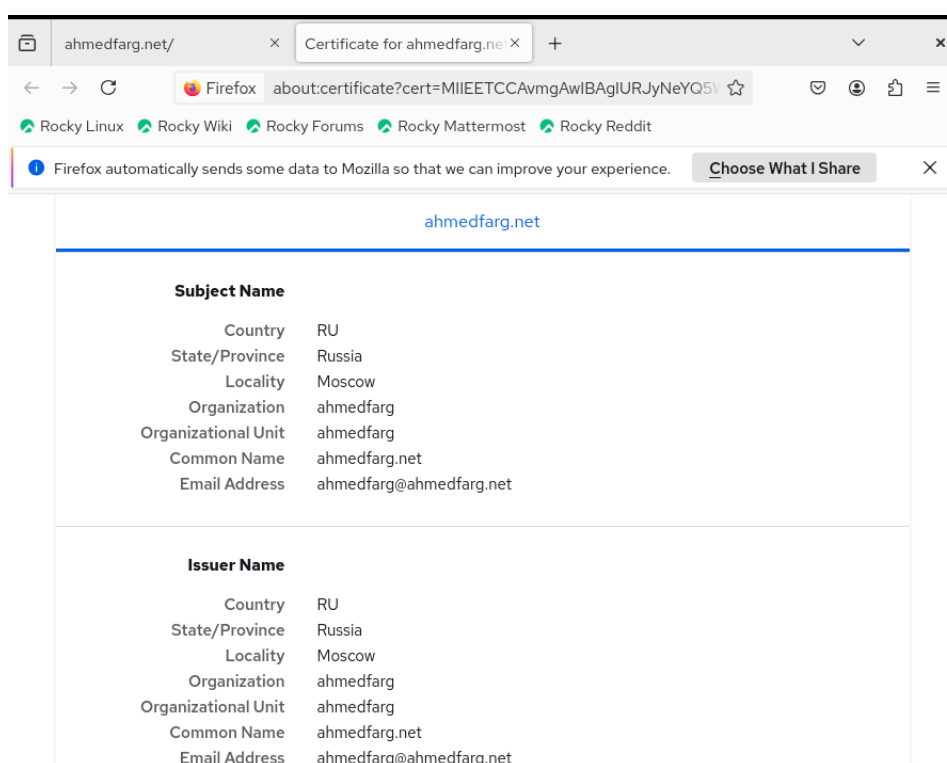 ahmedfarg.net/ Certificate for ahmedfarg.net
Firefox about:certificate?cert=MIIEETCCAvmgAwIBAgIURJyNeYQ5
Rocky Linux Rocky Wiki Rocky Forums Rocky Mattermost Rocky Reddit
Firefox automatically sends some data to Mozilla so that we can improve your experience. Choose What I Share
ahmedfarg.net
Subject Name
Country RU
State/Province Russia
Locality Moscow
Organization ahmedfarg
Organizational Unit ahmedfarg
Common Name ahmedfarg.net
Email Address ahmedfarg@ahmedfarg.net
Issuer Name
Country RU
State/Province Russia
Locality Moscow
Organization ahmedfarg
Organizational Unit ahmedfarg
Common Name ahmedfarg.net
Email Address ahmedfarg@ahmedfarg.net